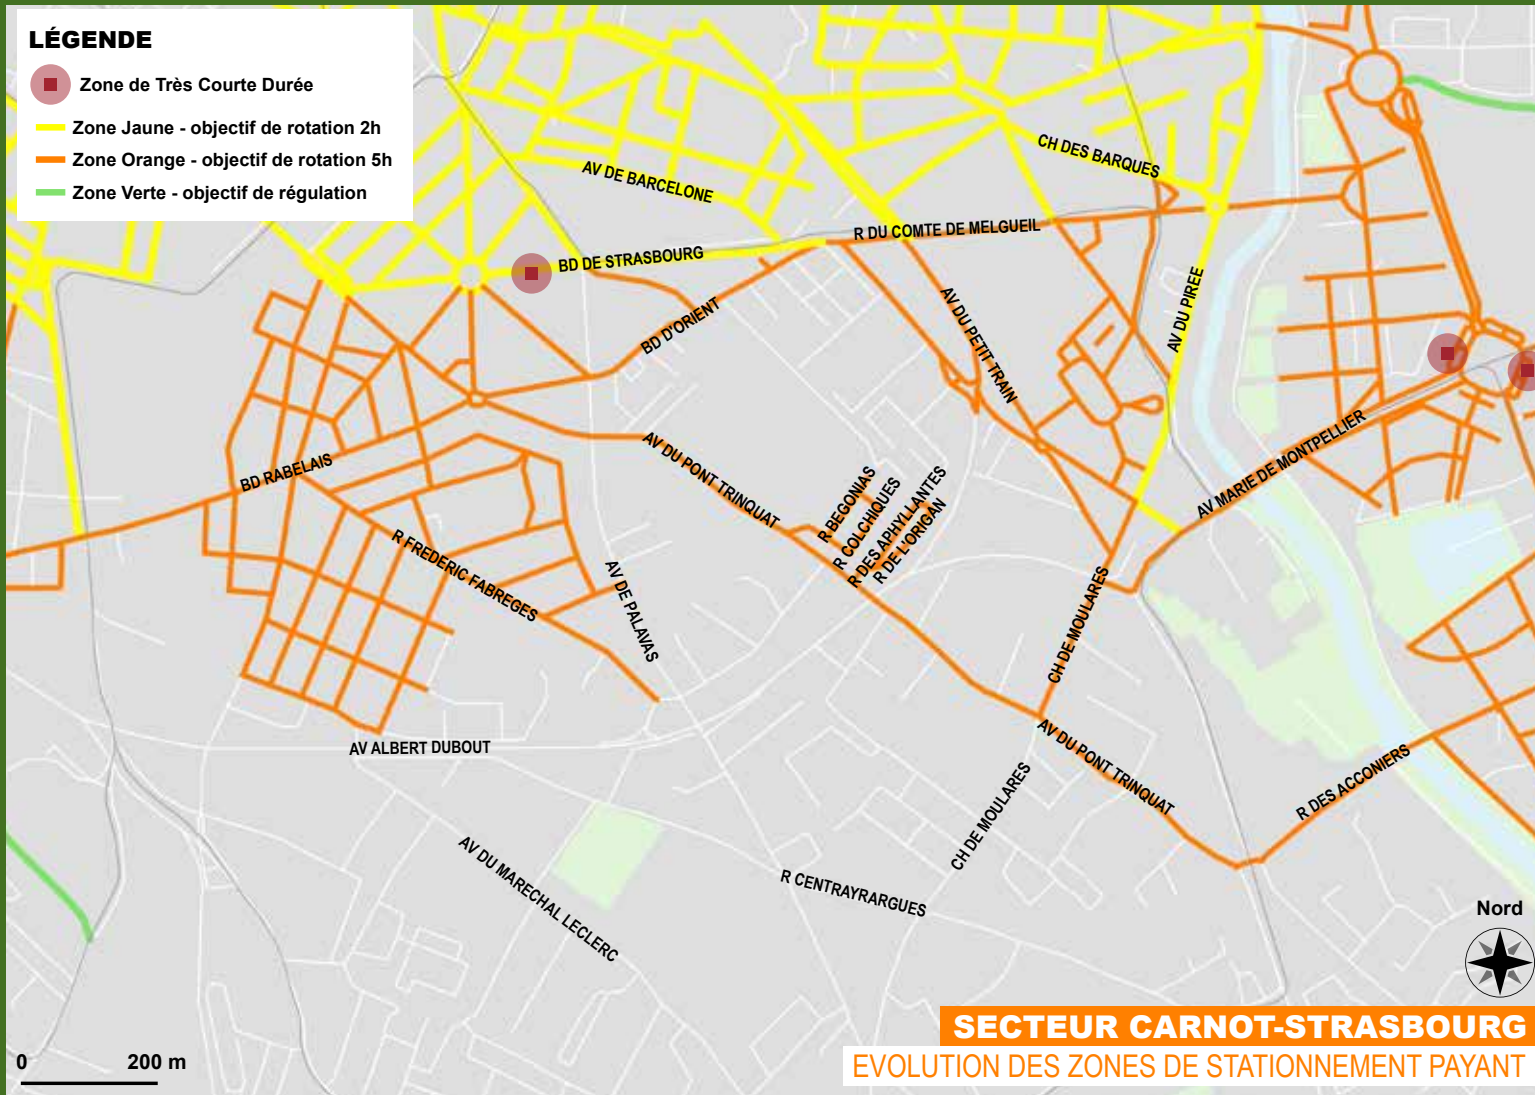 LÉGENDE
Zone de Très Courte Durée
Zone Jaune - objectif de rotation 2h
Zone Orange - objectif de rotation 5h
Zone Verte - objectif de régulation
CH DES BARQUES
AV DE BARCELONE
R DU COMTE DE MELGUEIL
BD DE STRASBOURG
BD D'ORIENT
AV DU PETIT TRAIN
AV DU PIREE
AV MARIE DE MONTPELLIER
BD RABELAIS
AV DU PONT TRINQUAT
R BEGONIAS
R COLCHIQUES
R DES APHYLLANTES
R DE L'ORIGAN
R FREDERIC FABREGES
AV DE PALAVAS
CH DE MOULARES
AV ALBERT DUBOUT
AV DU PONT TRINQUAT
R DES ACCONIERS
CH DE MOULARES
AV DU MARECHAL LECLERC
R CENTRAYRARGUES
Nord
0 200 m
SECTEUR CARNOT-STRASBOURG
EVOLUTION DES ZONES DE STATIONNEMENT PAYANT